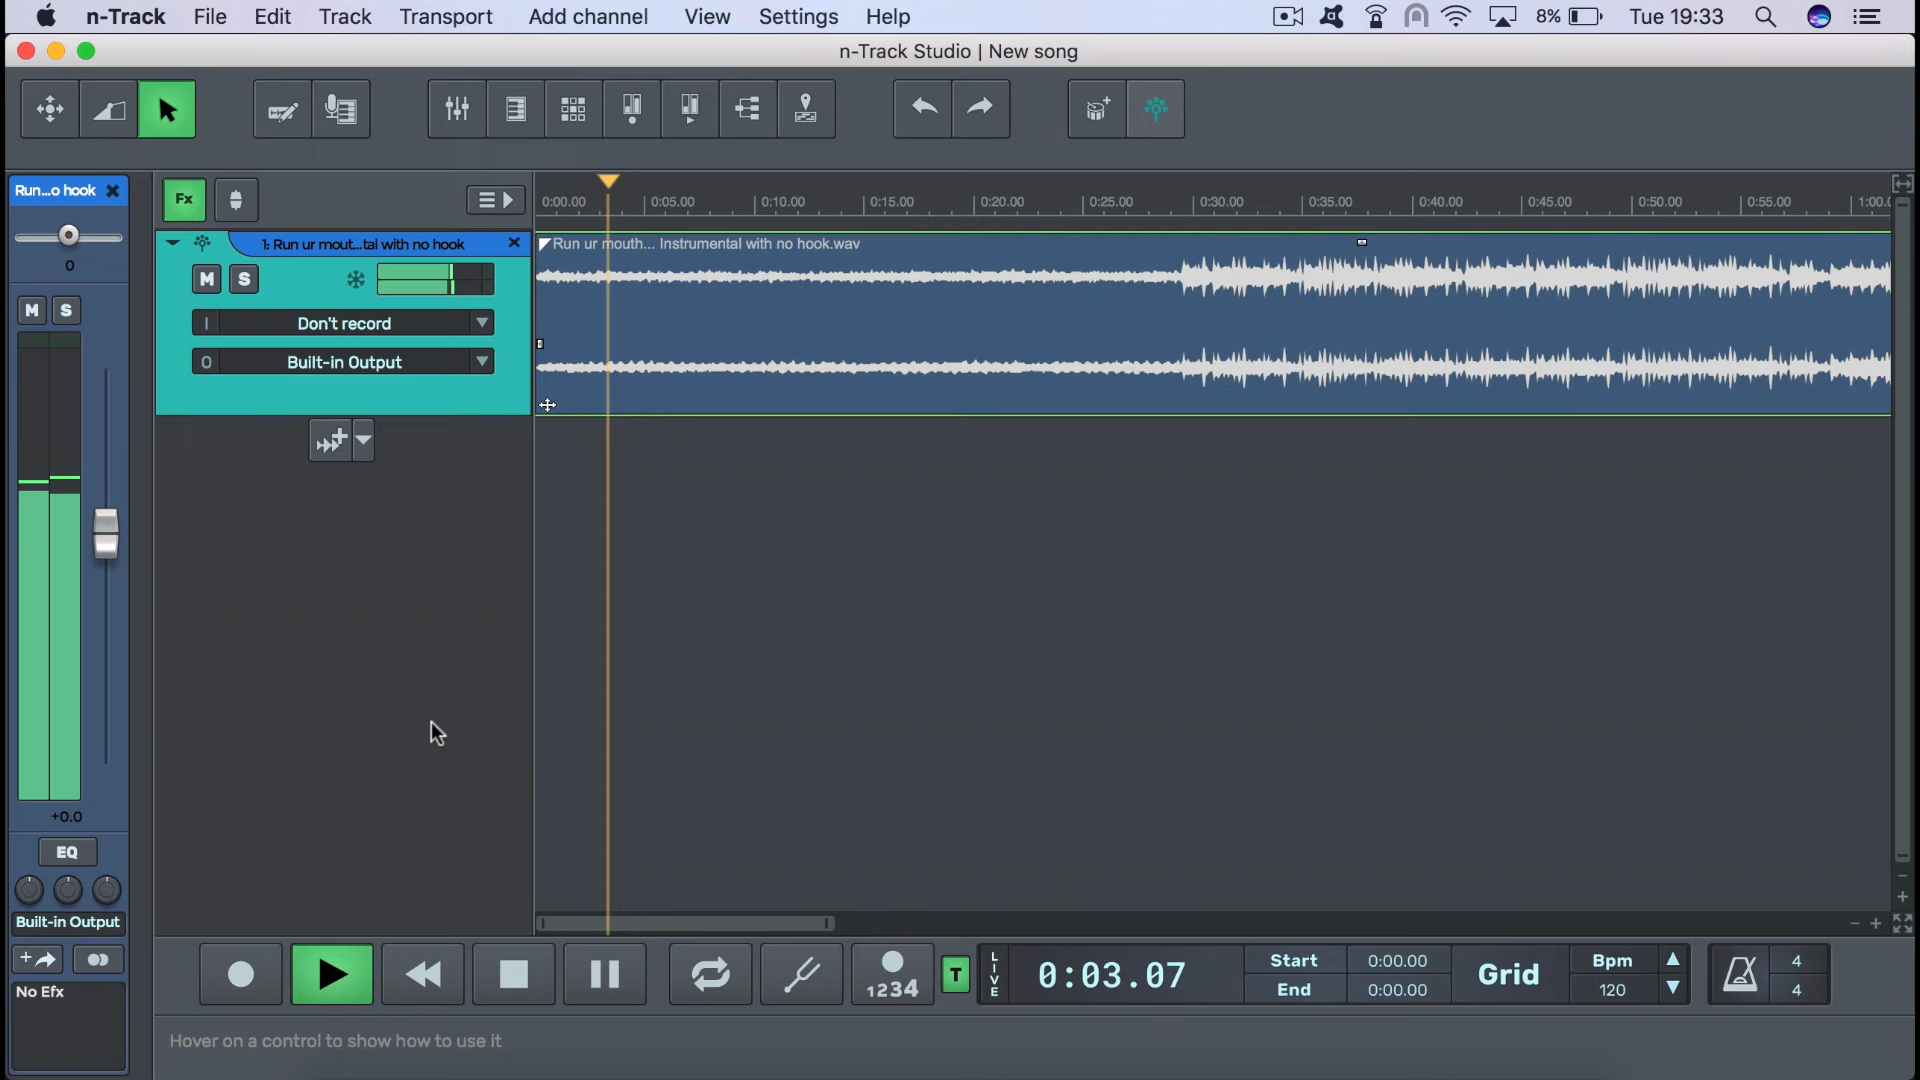 n-Track File Edit Track Transport Add channel View Settings Help 8% Tue 19:33
n-Track Studio | New song
Run...o hook
Fx
0:00.00 0:05.00 0:10.00 0:15.00 0:20.00 0:25.00 0:30.00 0:35.00 0:40.00 0:45.00 0:50.00 0:55.00 1:00.0
1: Run ur mout...tal with no hook
Run ur mouth... Instrumental with no hook.wav
0
M S
M S
I Don't record
O Built-in Output
+0.0
EQ
Built-in Output
No Efx
1234
T
LIVE
0:03.07
Start 0:00.00
End 0:00.00
Grid
Bpm
120
4
4
Hover on a control to show how to use it